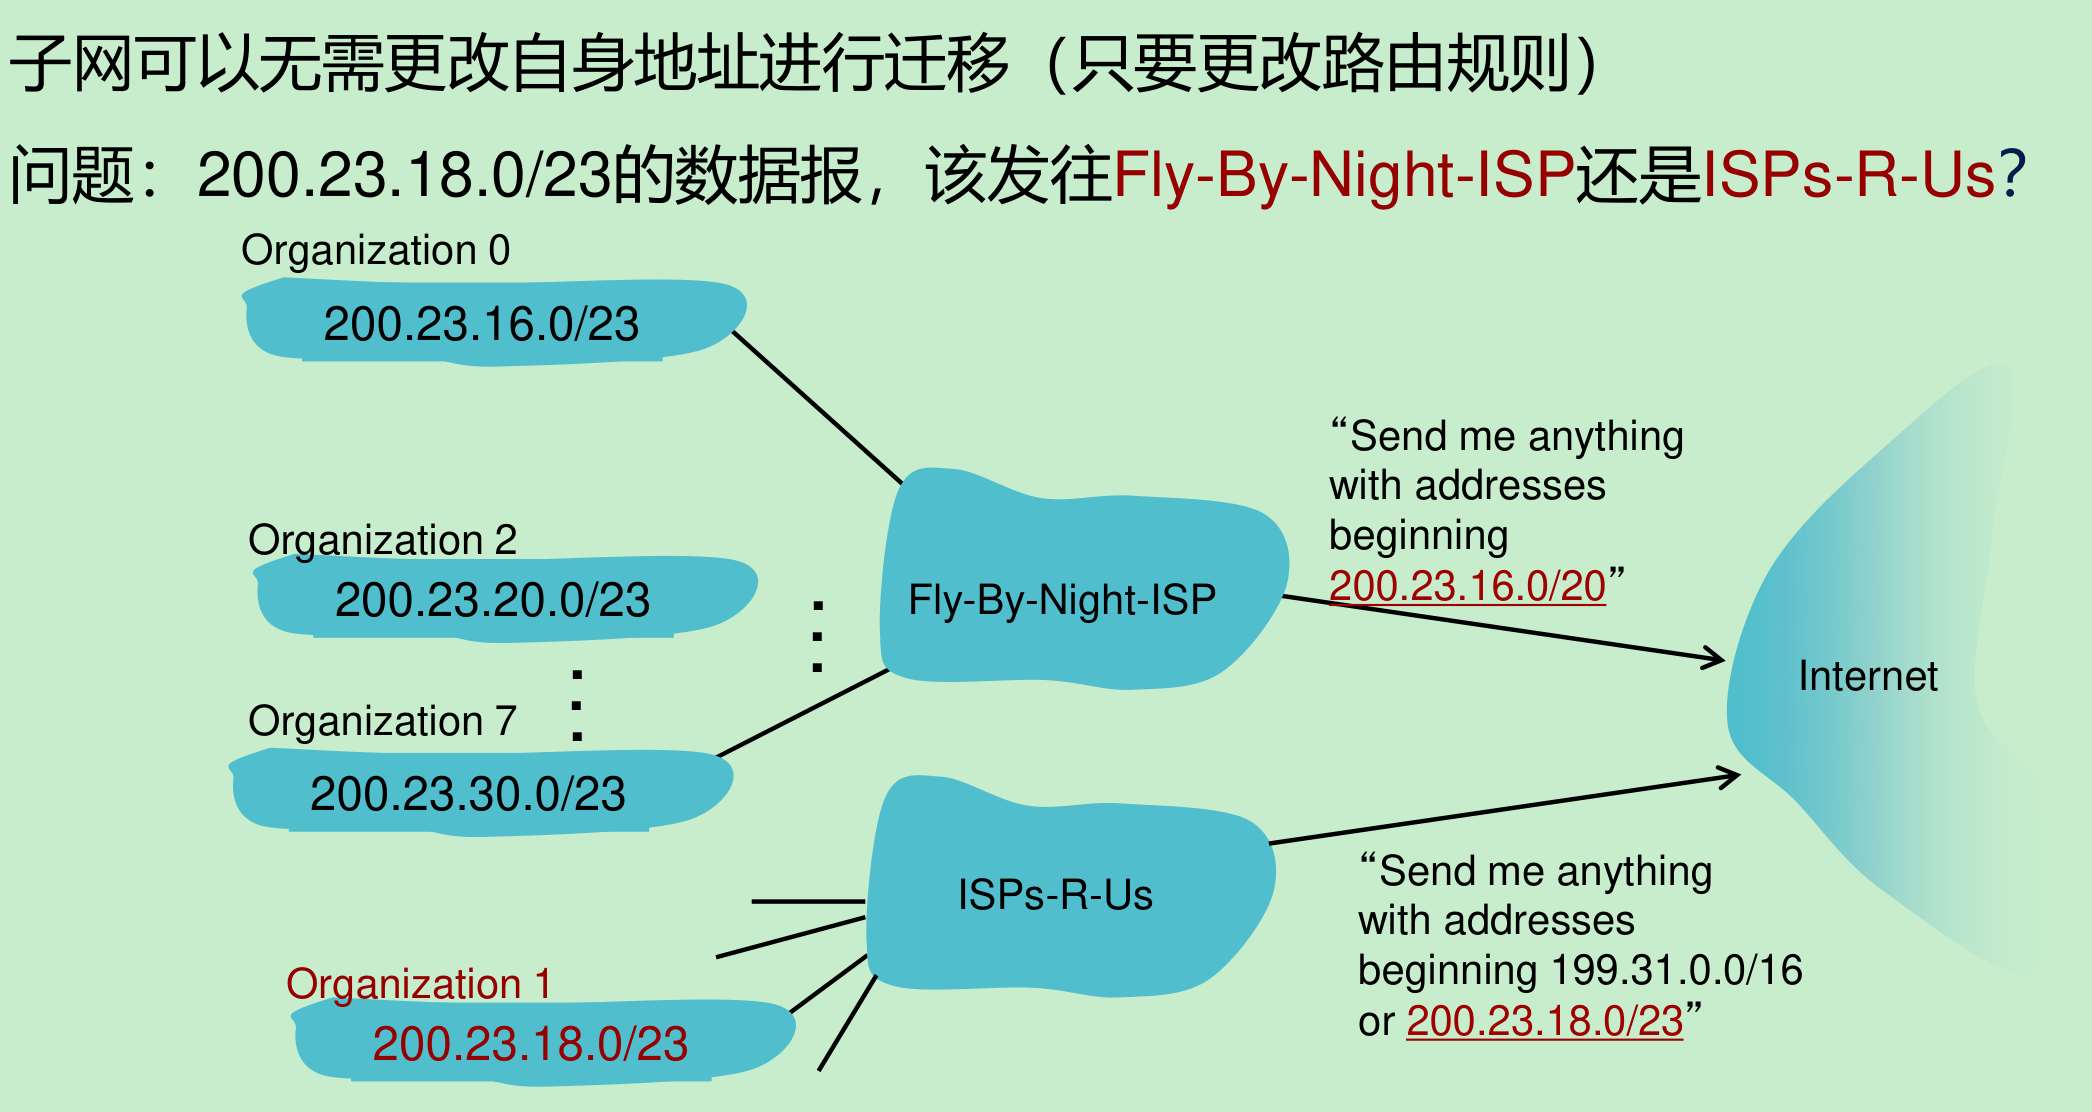 子网可以无需更改自身地址进行迁移（只要更改路由规则）
问题：200.23.18.0/23的数据报，该发往Fly-By-Night-ISP还是ISPs-R-Us？
Organization 0
200.23.16.0/23
Organization 2
200.23.20.0/23
Organization 7
200.23.30.0/23
Fly-By-Night-ISP
“Send me anything
with addresses
beginning
200.23.16.0/20”
Internet
ISPs-R-Us
Organization 1
200.23.18.0/23
“Send me anything
with addresses
beginning 199.31.0.0/16
or 200.23.18.0/23”